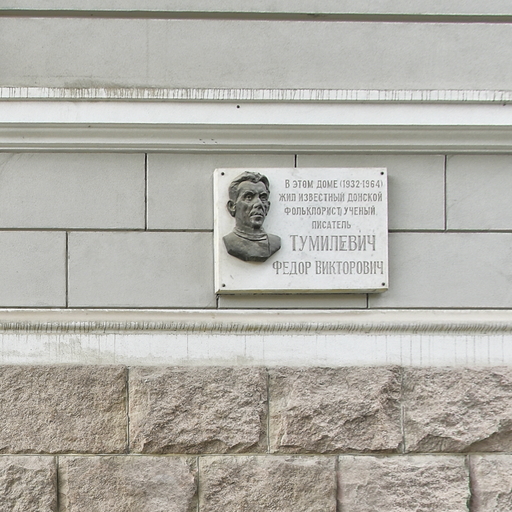 В ЭТОМ ДОМЕ (1932-1964)
ЖИЛ ИЗВЕСТНЫЙ ДОНСКОЙ
ФОЛЬКЛОРИСТ, УЧЕНЫЙ
ПИСАТЕЛЬ
ТУМИЛЕВИЧ
ФЕДОР ВИКТОРОВИЧ